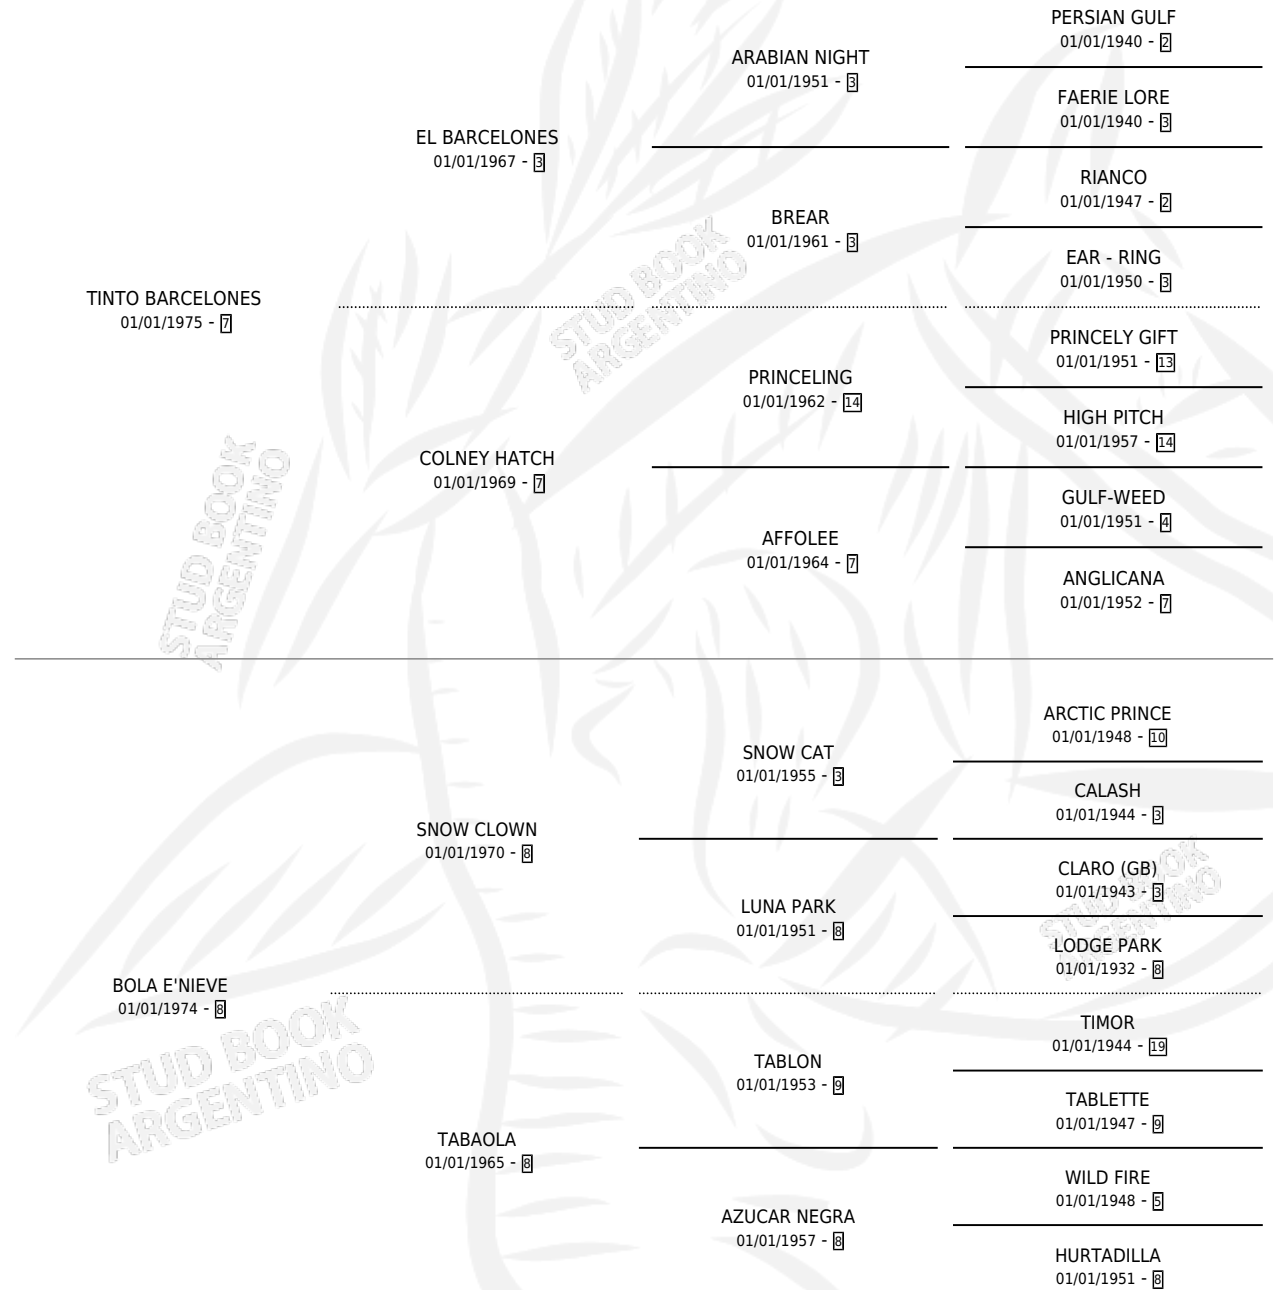 PERSIAN GULF
01/01/1940 - 2
ARABIAN NIGHT
01/01/1951 - 3
FAERIE LORE
01/01/1940 - 3
EL BARCELONES
01/01/1967 - 3
RIANCO
01/01/1947 - 2
BREAR
01/01/1961 - 3
EAR - RING
01/01/1950 - 3
TINTO BARCELONES
01/01/1975 - 7
PRINCELY GIFT
01/01/1951 - 13
PRINCELING
01/01/1962 - 14
HIGH PITCH
01/01/1957 - 14
COLNEY HATCH
01/01/1969 - 7
GULF-WEED
01/01/1951 - 4
AFFOLEE
01/01/1964 - 7
ANGLICANA
01/01/1952 - 7
STUD BOOK
ARGENTINO
STUD BOOK
ARGENTINO
ARCTIC PRINCE
01/01/1948 - 10
SNOW CAT
01/01/1955 - 3
CALASH
01/01/1944 - 3
SNOW CLOWN
01/01/1970 - 8
CLARO (GB)
01/01/1943 - 3
LUNA PARK
01/01/1951 - 8
LODGE PARK
01/01/1932 - 8
BOLA E'NIEVE
01/01/1974 - 8
TIMOR
01/01/1944 - 19
TABLON
01/01/1953 - 9
TABLETTE
01/01/1947 - 9
TABAOLA
01/01/1965 - 8
WILD FIRE
01/01/1948 - 5
AZUCAR NEGRA
01/01/1957 - 8
HURTADILLA
01/01/1951 - 8
STUD BOOK
ARGENTINO
STUD BOOK
ARGENTINO